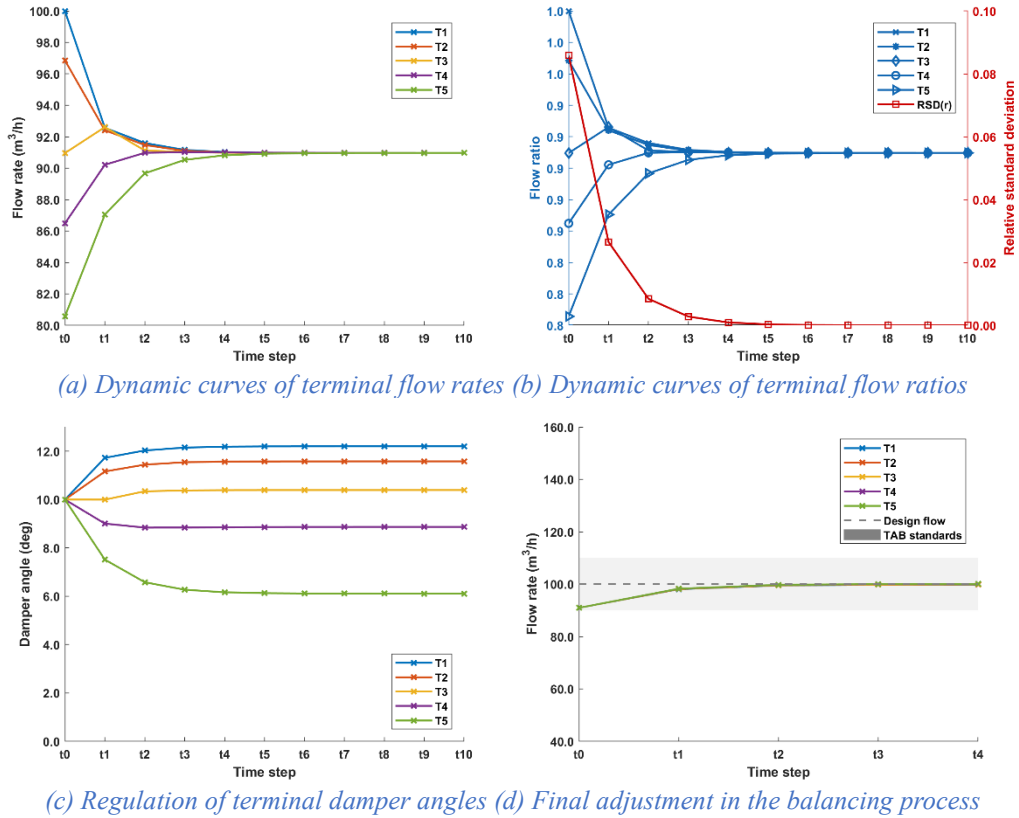 100.0
98.0
96.0
94.0
92.0
90.0
88.0
86.0
84.0
82.0
80.0
Flow rate (m³/h)
T1
T2
T3
T4
T5
t0 t1 t2 t3 t4 t5 t6 t7 t8 t9 t10
Time step
1.0
1.0
1.0
0.9
0.9
0.9
0.9
0.9
0.8
0.8
0.8
Flow ratio
T1
T2
T3
T4
T5
RSD(r)
0.10
0.08
0.06
0.04
0.02
0.00
Relative standard deviation
t0 t1 t2 t3 t4 t5 t6 t7 t8 t9 t10
Time step
(a) Dynamic curves of terminal flow rates (b) Dynamic curves of terminal flow ratios
12.0
10.0
8.0
6.0
4.0
2.0
0.0
Damper angle (deg)
T1
T2
T3
T4
T5
t0 t1 t2 t3 t4 t5 t6 t7 t8 t9 t10
Time step
160.0
140.0
120.0
100.0
80.0
60.0
40.0
Flow rate (m³/h)
T1
T2
T3
T4
T5
Design flow
TAB standards
t0 t1 t2 t3 t4
Time step
(c) Regulation of terminal damper angles (d) Final adjustment in the balancing process